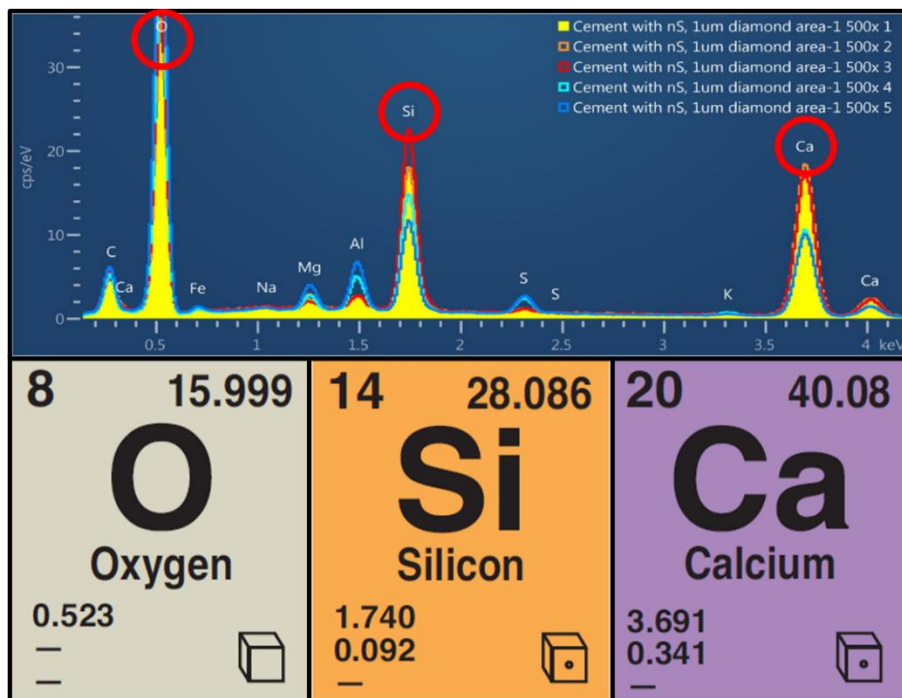 O
Cement with nS, 1um diamond area-1 500x 1
Cement with nS, 1um diamond area-1 500x 2
Cement with nS, 1um diamond area-1 500x 3
Cement with nS, 1um diamond area-1 500x 4
Cement with nS, 1um diamond area-1 500x 5
30
20
10
0
cps/eV
Si
Ca
C
Ca
Fe
Na
Mg
Al
S
S
K
Ca
0.5 1 1.5 2 2.5 3 3.5 4 keV
8 15.999
O
Oxygen
0.523
—
—
14 28.086
Si
Silicon
1.740
0.092
—
20 40.08
Ca
Calcium
3.691
0.341
—